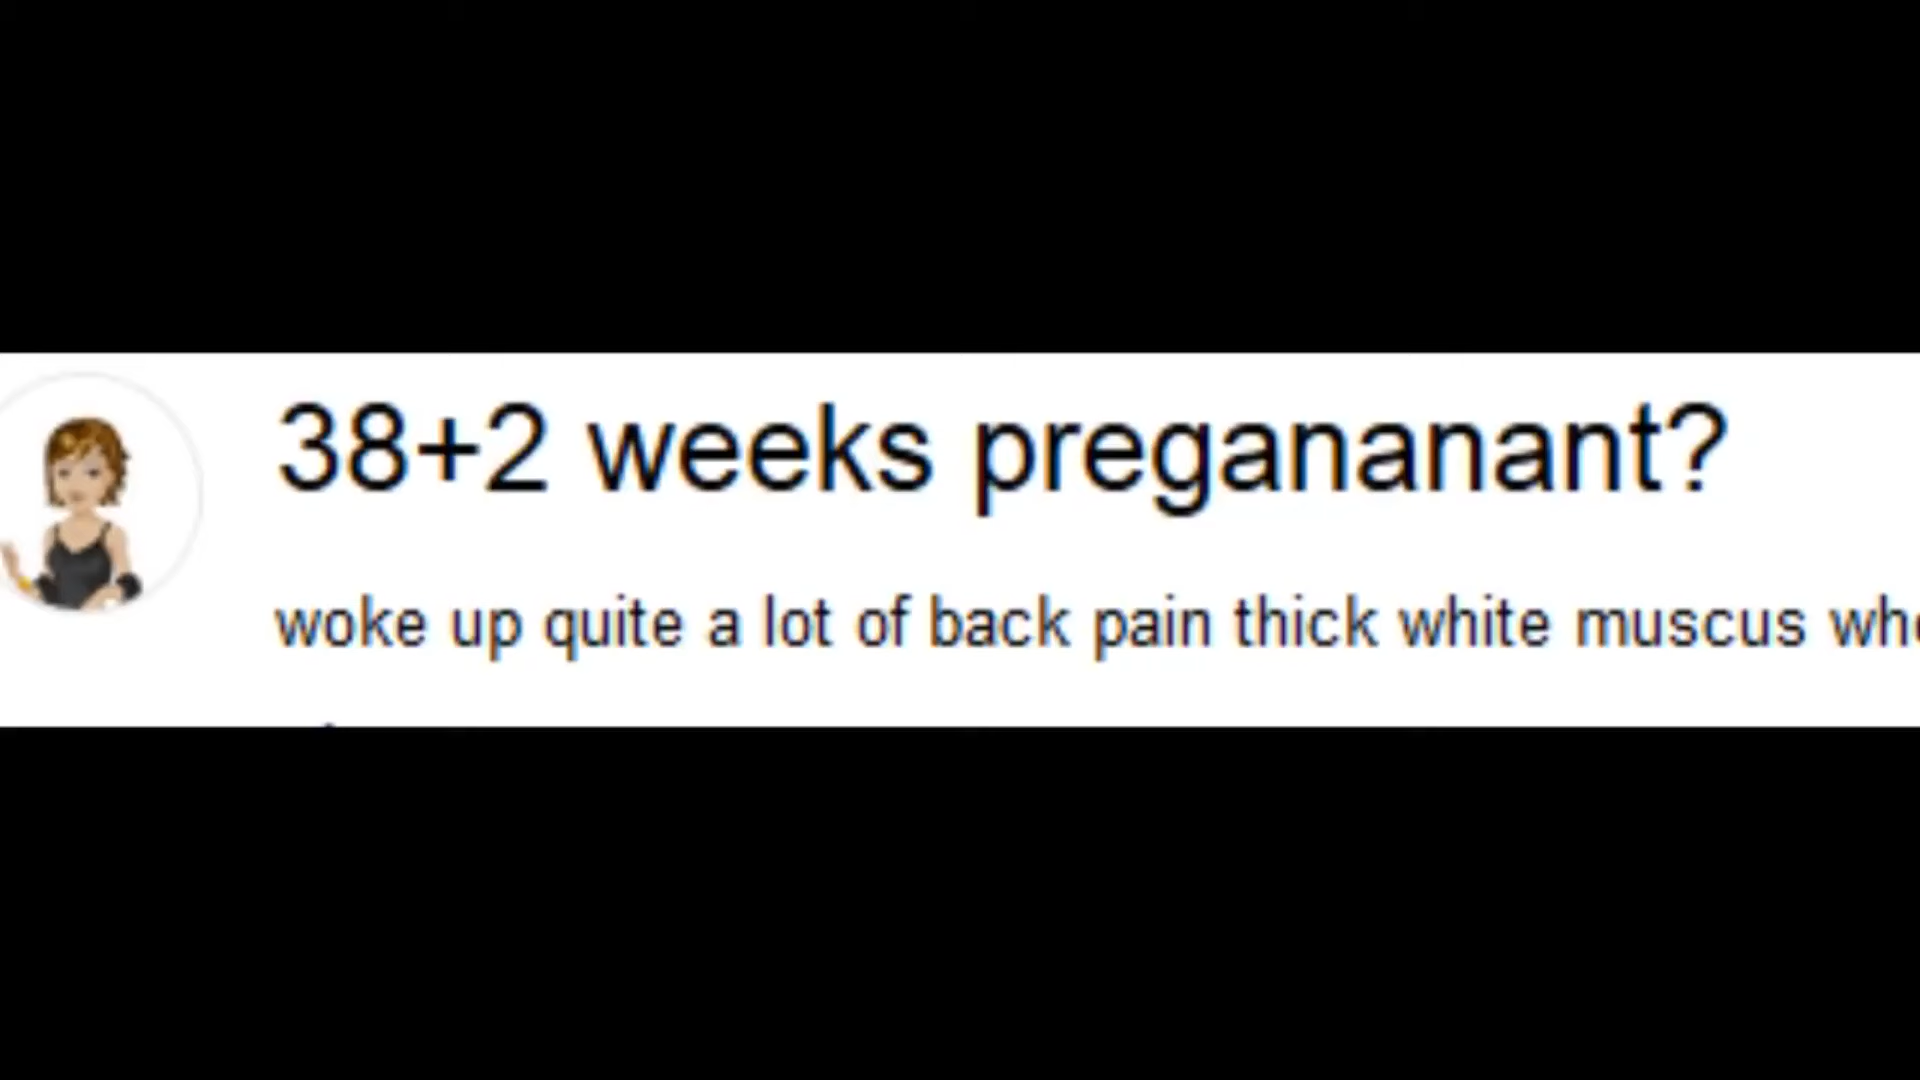 38+2 weeks pregananant?
woke up quite a lot of back pain thick white muscus